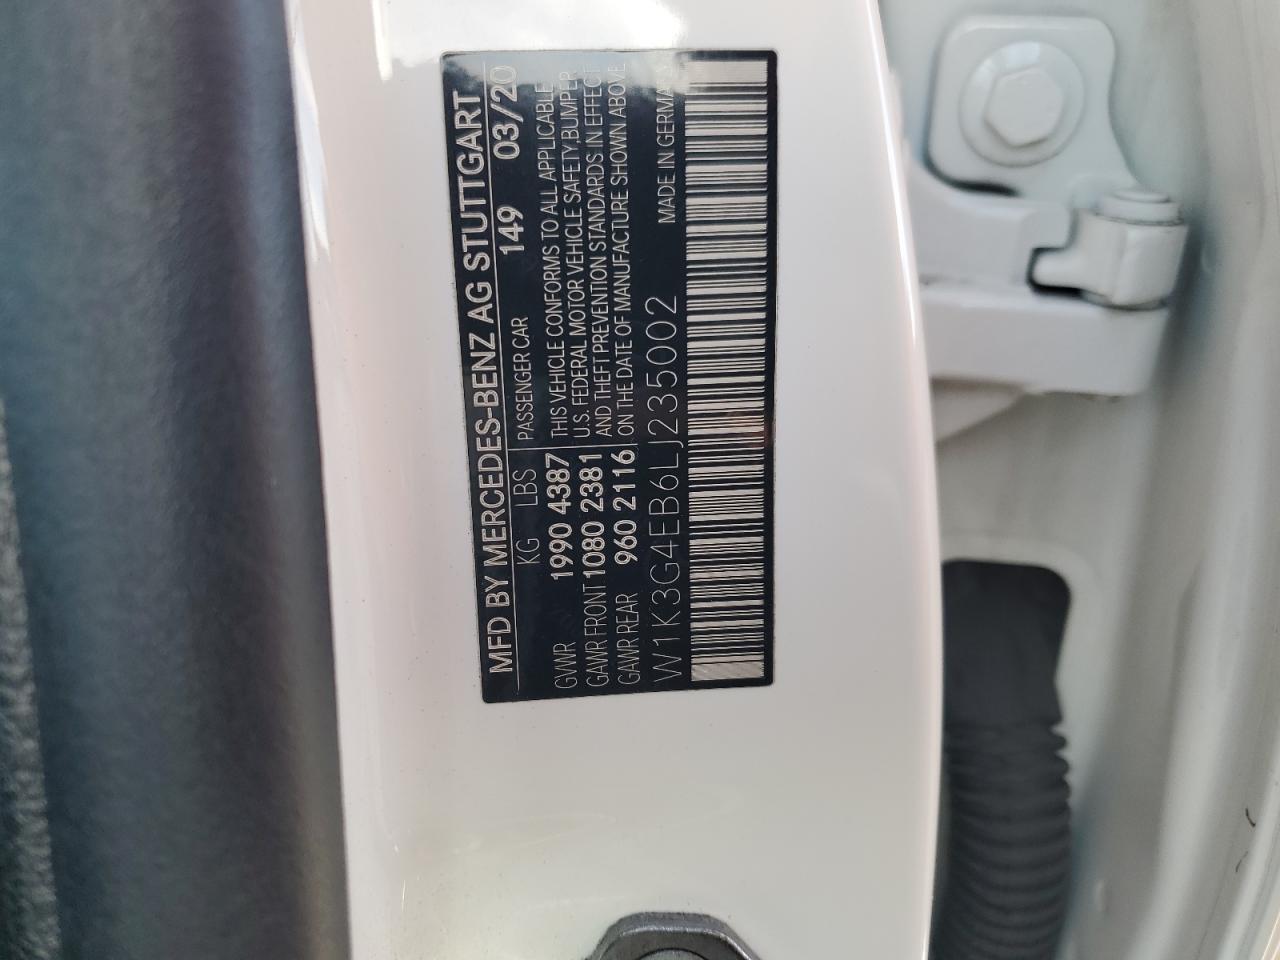 MFD BY MERCEDES-BENZ AG STUTTGART
KG LBS PASSENGER CAR 149 03/20
GVWR 1990 4387 THIS VEHICLE CONFORMS TO ALL APPLICABLE
GAWR FRONT 1080 2381 U.S. FEDERAL MOTOR VEHICLE SAFETY,BUMPER
AND THEFT PREVENTION STANDARDS IN EFFECT
GAWR REAR 960 2116 ON THE DATE OF MANUFACTURE SHOWN ABOVE
W1K3G4EB6LJ235002 MADE IN GERMANY